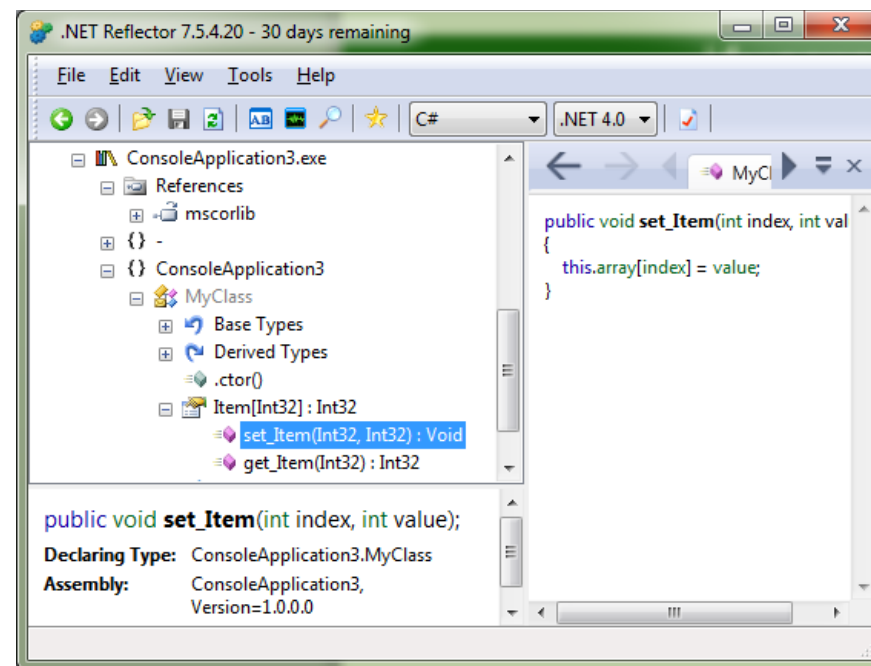 .NET Reflector 7.5.4.20 - 30 days remaining
File Edit View Tools Help
C# .NET 4.0
ConsoleApplication3.exe
References
mscorlib
{} -
{} ConsoleApplication3
MyClass
Base Types
Derived Types
.ctor()
Item[Int32] : Int32
set_Item(Int32, Int32) : Void
get_Item(Int32) : Int32
public void set_Item(int index, int value);
Declaring Type: ConsoleApplication3.MyClass
Assembly: ConsoleApplication3,
Version=1.0.0.0
MyCl
public void set_Item(int index, int val
{
this.array[index] = value;
}